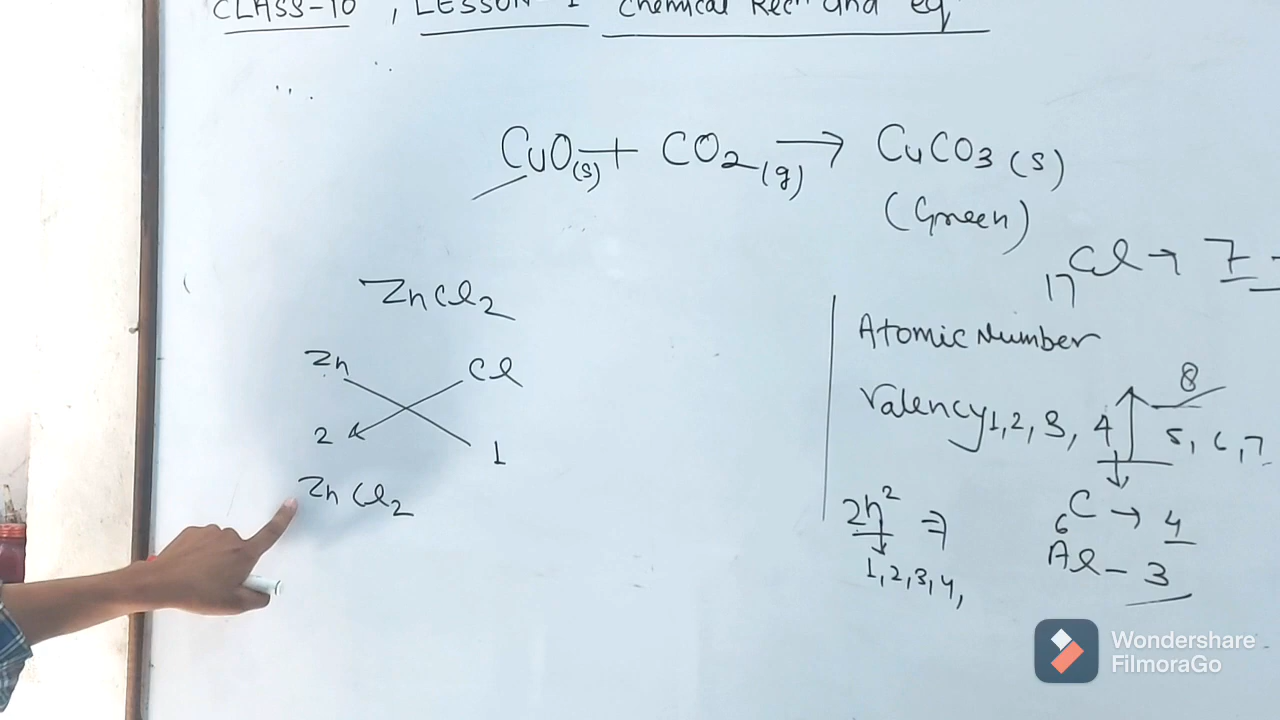 CLASS-10, LESSON-1 Chemical Recⁿ and eq
CuO(s) + CO2(g) → CuCO3(s)
(Green)
17Cl → 7
ZnCl2
Atomic Number
Zn Cl
8
Valency 1, 2, 3, 4 5, 6, 7
2 1
ZnCl2
2n² ⇒
6C → 4
1, 2, 3, 4,
Al – 3
Wondershare
FilmoraGo